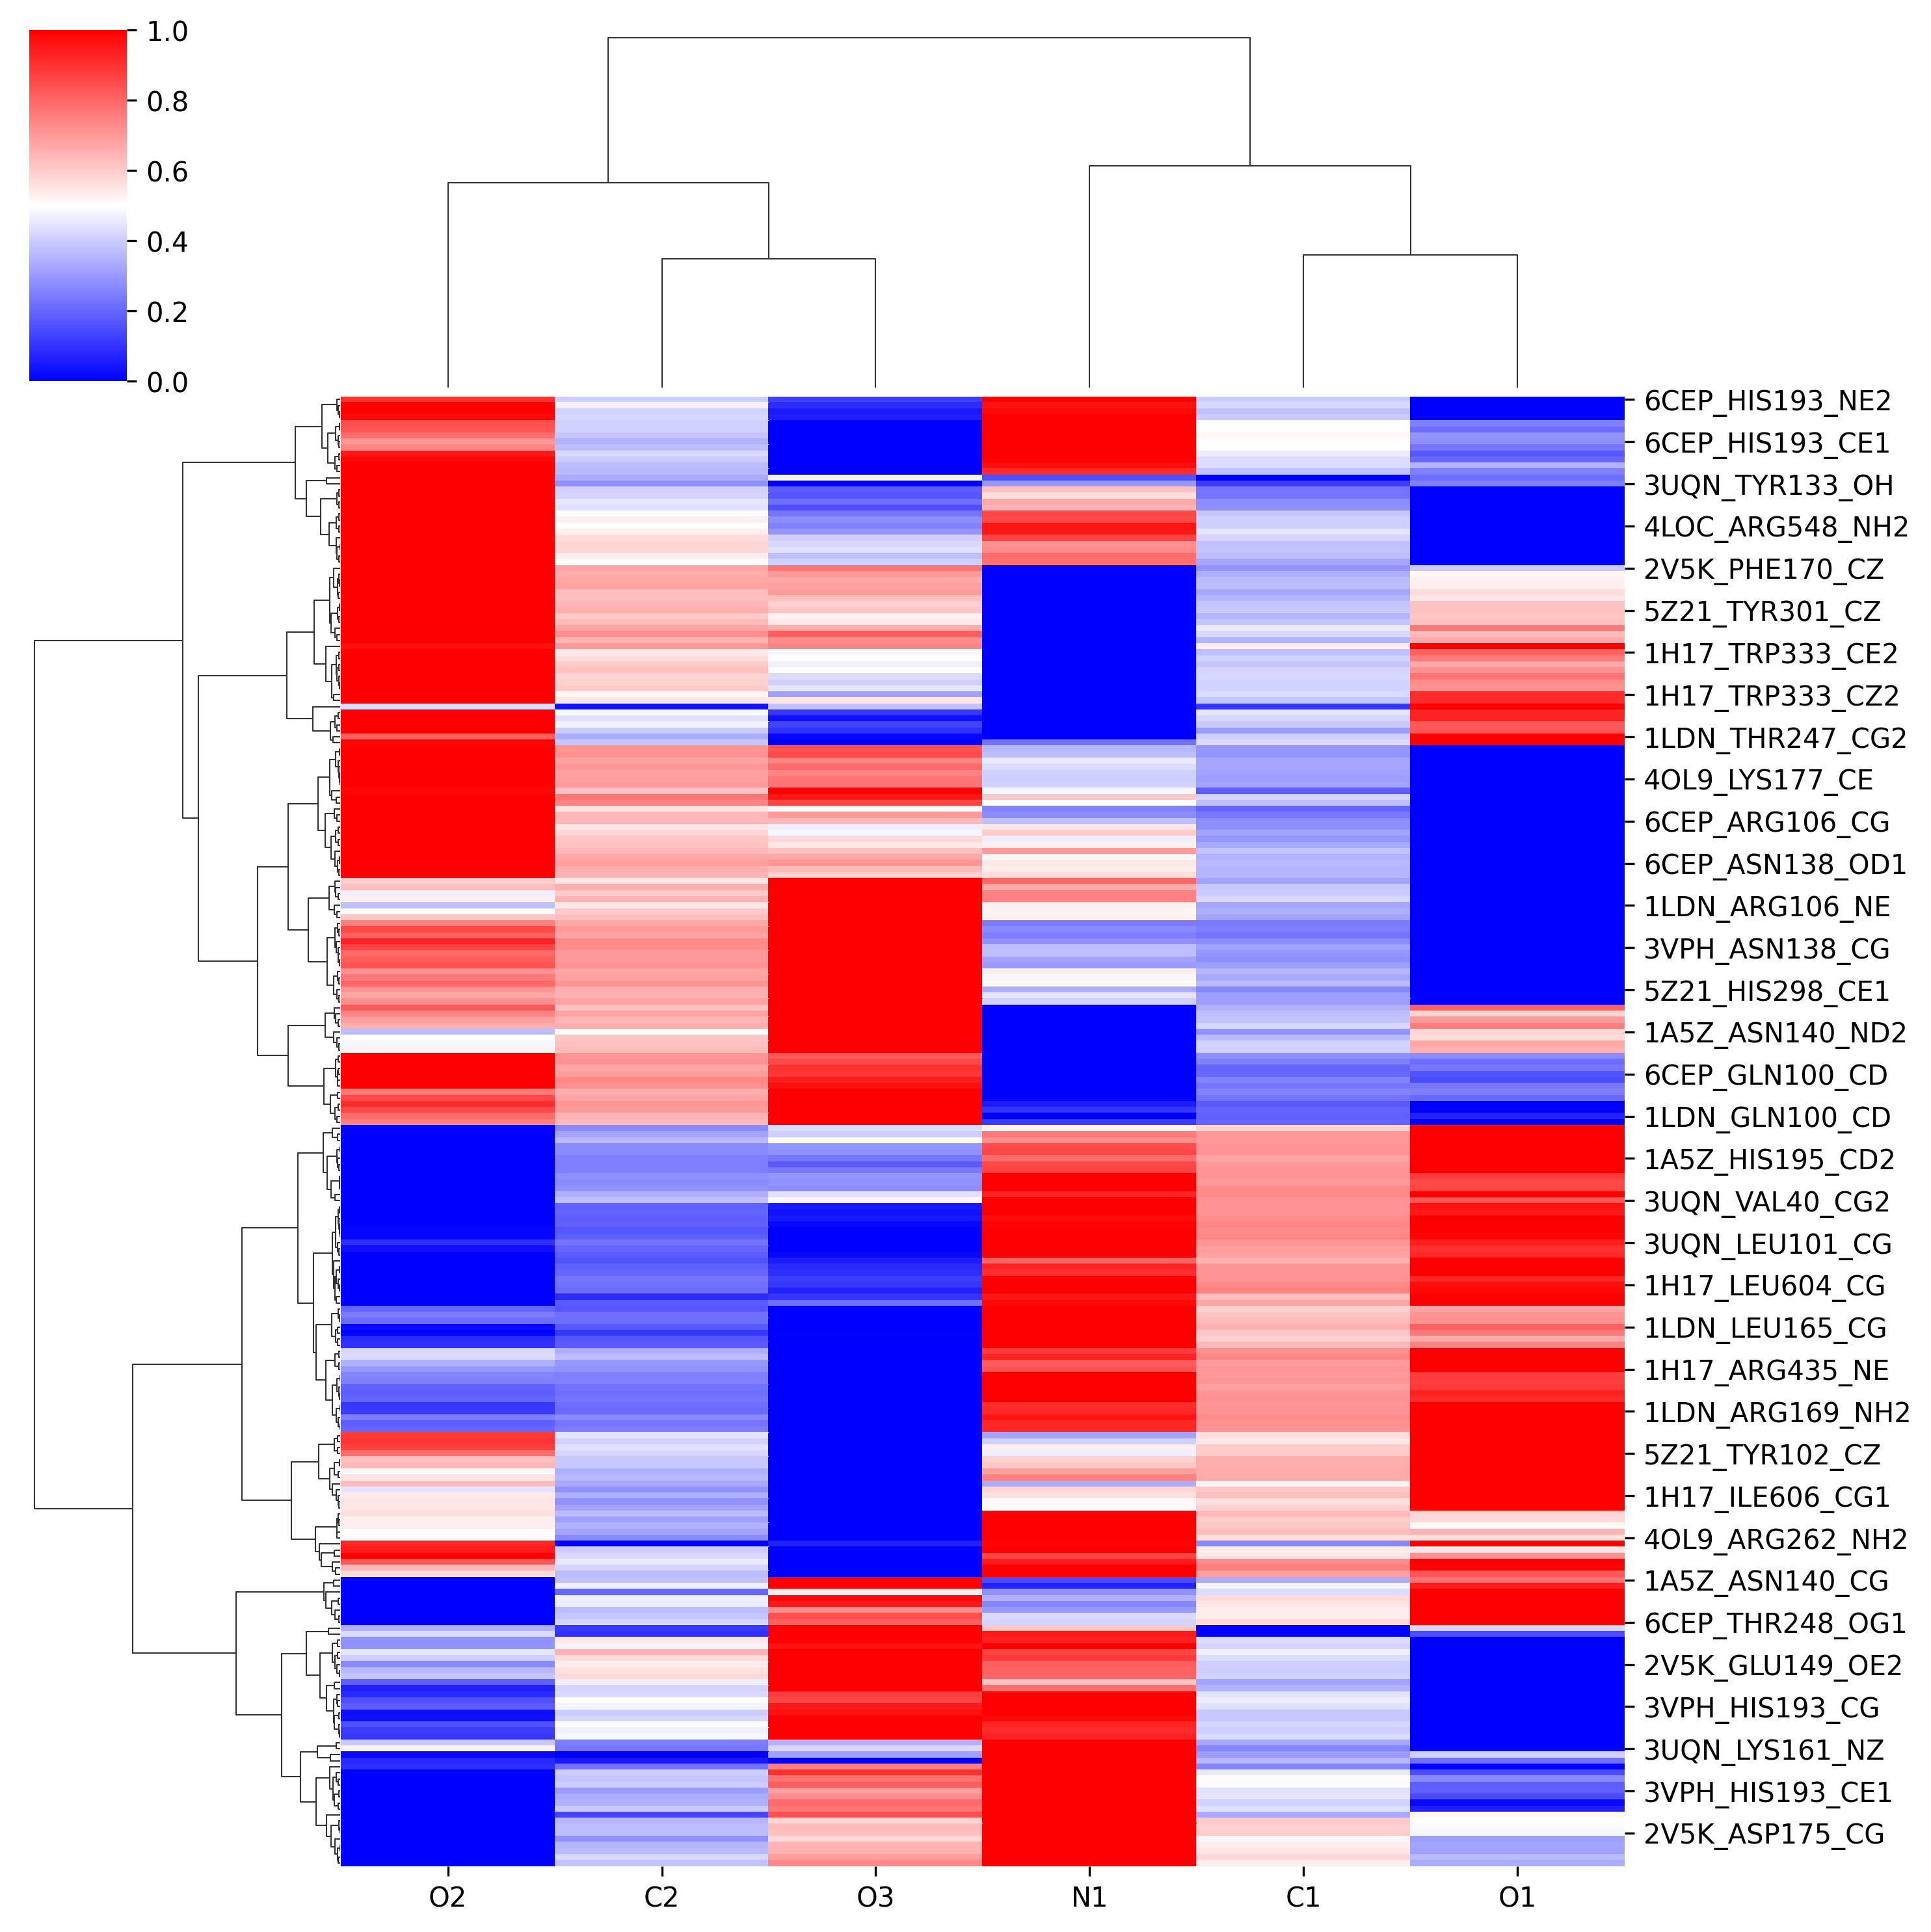 1.0
0.8
0.6
0.4
0.2
0.0
6CEP_HIS193_NE2
6CEP_HIS193_CE1
3UQN_TYR133_OH
4LOC_ARG548_NH2
2V5K_PHE170_CZ
5Z21_TYR301_CZ
1H17_TRP333_CE2
1H17_TRP333_CZ2
1LDN_THR247_CG2
4OL9_LYS177_CE
6CEP_ARG106_CG
6CEP_ASN138_OD1
1LDN_ARG106_NE
3VPH_ASN138_CG
5Z21_HIS298_CE1
1A5Z_ASN140_ND2
6CEP_GLN100_CD
1LDN_GLN100_CD
1A5Z_HIS195_CD2
3UQN_VAL40_CG2
3UQN_LEU101_CG
1H17_LEU604_CG
1LDN_LEU165_CG
1H17_ARG435_NE
1LDN_ARG169_NH2
5Z21_TYR102_CZ
1H17_ILE606_CG1
4OL9_ARG262_NH2
1A5Z_ASN140_CG
6CEP_THR248_OG1
2V5K_GLU149_OE2
3VPH_HIS193_CG
3UQN_LYS161_NZ
3VPH_HIS193_CE1
2V5K_ASP175_CG
O2 C2 O3 N1 C1 O1